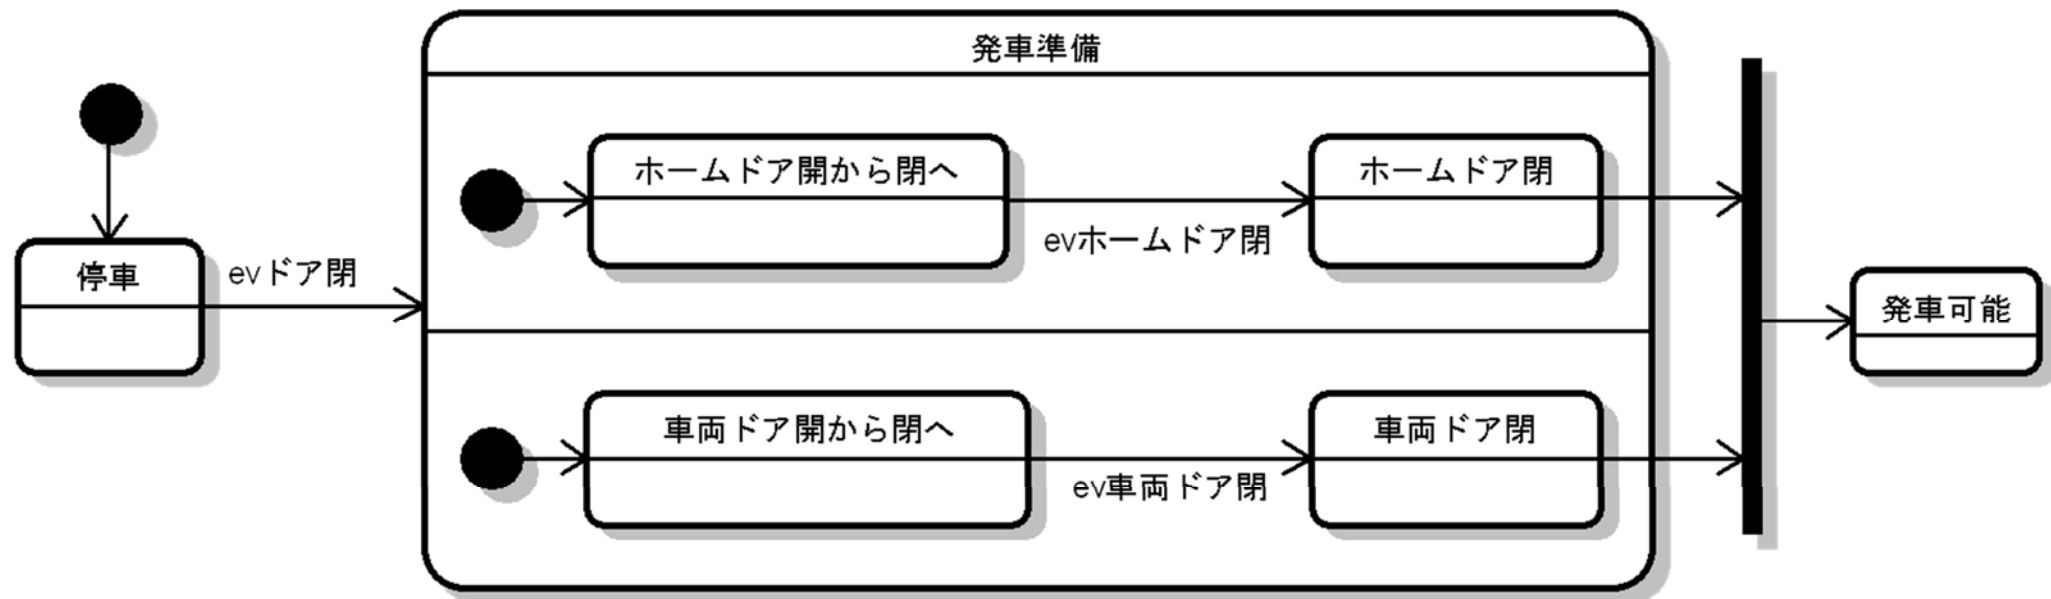 発車準備
ホームドア開から閉へ
ホームドア閉
evホームドア閉
停車
evドア閉
発車可能
車両ドア開から閉へ
車両ドア閉
ev車両ドア閉